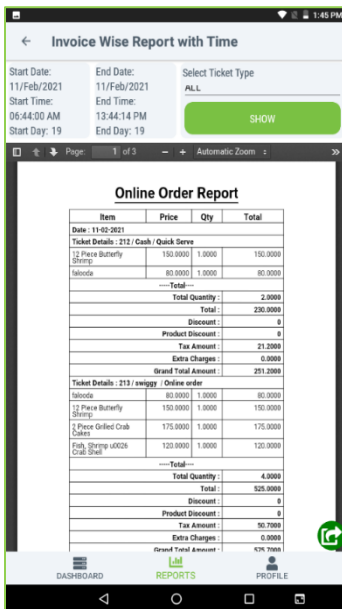 1:45 PM
Invoice Wise Report with Time
Start Date: End Date: Select Ticket Type
11/Feb/2021 11/Feb/2021 ALL
Start Time: End Time:
06:44:00 AM 13:44:14 PM SHOW
Start Day: 19 End Day: 19
Page: 1 of 3 Automatic Zoom
Online Order Report
Item Price Qty Total
Date : 11-02-2021
Ticket Details : 212 / Cash / Quick Serve
12 Piece Butterfly 150.0000 1.0000 150.0000
Shrimp
falooda 80.0000 1.0000 80.0000
-----Total----
Total Quantity : 2.0000
Total : 230.0000
Discount : 0
Product Discount : 0
Tax Amount : 21.2000
Extra Charges : 0.0000
Grand Total Amount : 251.2000
Ticket Details : 213 / swiggy / Online order
falooda 80.0000 1.0000 80.0000
12 Piece Butterfly 150.0000 1.0000 150.0000
Shrimp
2 Piece Grilled Crab 175.0000 1.0000 175.0000
Cakes
Fish, Shrimp u0026 120.0000 1.0000 120.0000
Crab Shell
-----Total----
Total Quantity : 4.0000
Total : 525.0000
Discount : 0
Product Discount : 0
Tax Amount : 50.7000
Extra Charges : 0.0000
Grand Total Amount : 575.7000
DASHBOARD REPORTS PROFILE